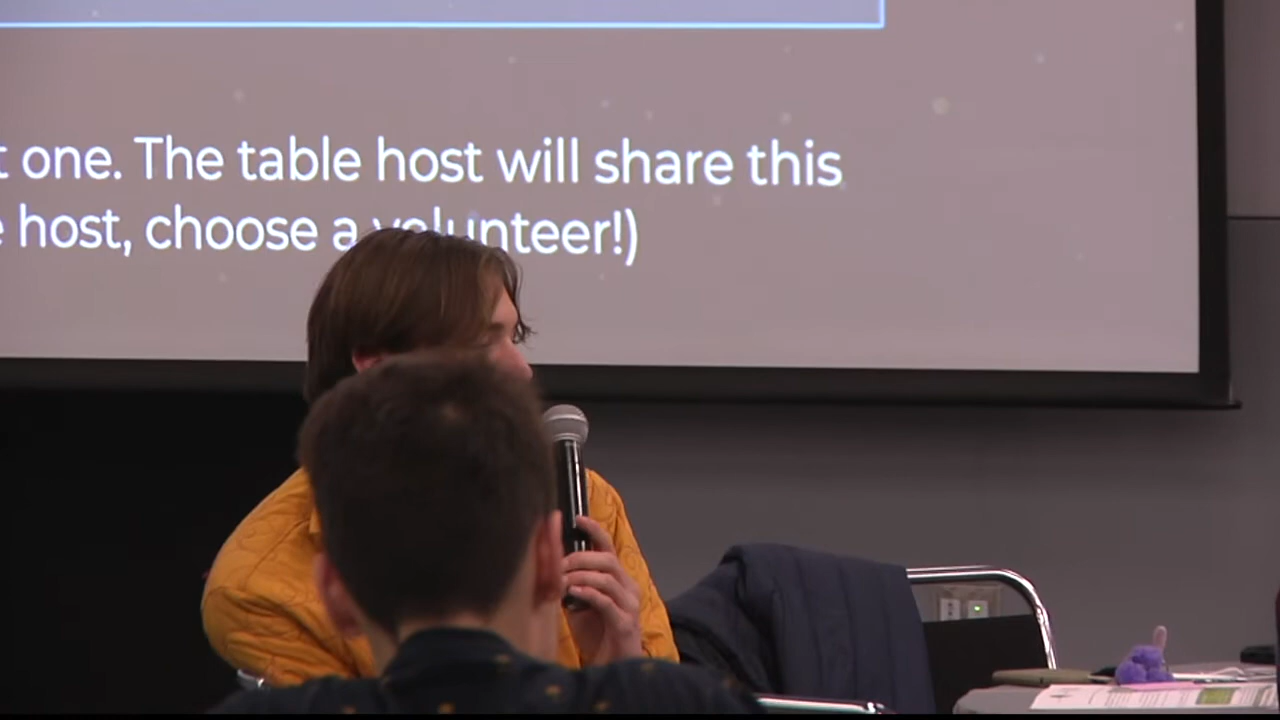 one. The table host will share this
host, choose a volunteer!)